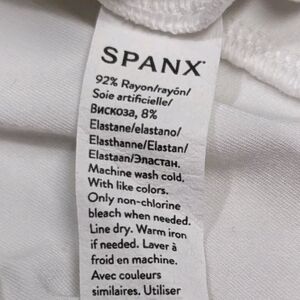 SPANX®
92% Rayon/rayón/
Soie artificielle/
Вискоза, 8%
Elastane/elastano/
Elasthanne/Elastan/
Elastaan/Эластан.
Machine wash cold.
With like colors.
Only non-chlorine
bleach when needed.
Line dry. Warm iron
if needed. Laver à
froid en machine.
Avec couleurs
similaires. Utiliser